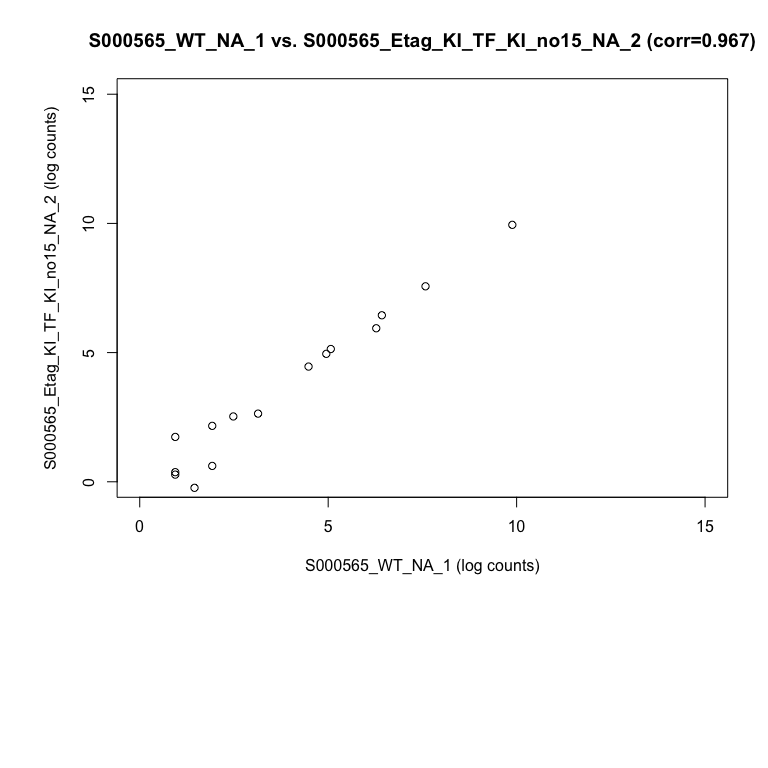 S000565_WT_NA_1 vs. S000565_Etag_KI_TF_KI_no15_NA_2 (corr=0.967)
S000565_Etag_KI_TF_KI_no15_NA_2 (log counts)
15
10
5
0
0 5 10 15
S000565_WT_NA_1 (log counts)